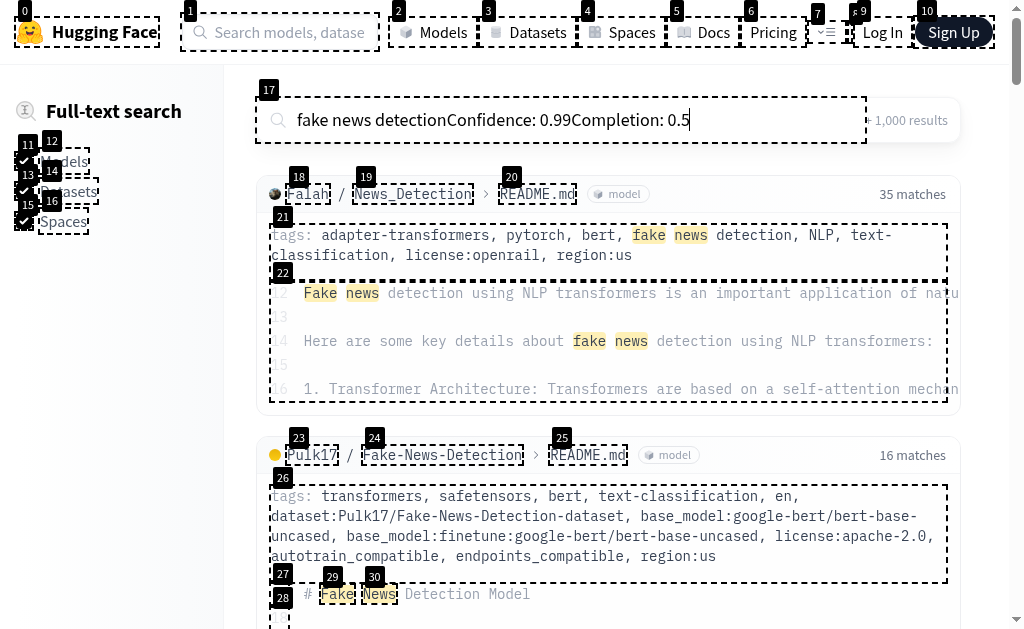 0 1 2 3 4 5 6 7 9 10
Hugging Face Search models, datase Models Datasets Spaces Docs Pricing Log In Sign Up
17
Full-text search
fake news detectionConfidence: 0.99Completion: 0.5 + 1,000 results
11 12
Models
13 14
Datasets
15 16
Spaces
18 19 20
Falah / News_Detection › README.md model 35 matches
21
tags: adapter-transformers, pytorch, bert, fake news detection, NLP, text-
classification, license:openrail, region:us
22
12 Fake news detection using NLP transformers is an important application of natu
13
14 Here are some key details about fake news detection using NLP transformers:
15
16 1. Transformer Architecture: Transformers are based on a self-attention mechan
23 24 25
Pulk17 / Fake-News-Detection › README.md model 16 matches
26
tags: transformers, safetensors, bert, text-classification, en,
dataset:Pulk17/Fake-News-Detection-dataset, base_model:google-bert/bert-base-
uncased, base_model:finetune:google-bert/bert-base-uncased, license:apache-2.0,
autotrain_compatible, endpoints_compatible, region:us
27 29 30
28 # Fake News Detection Model